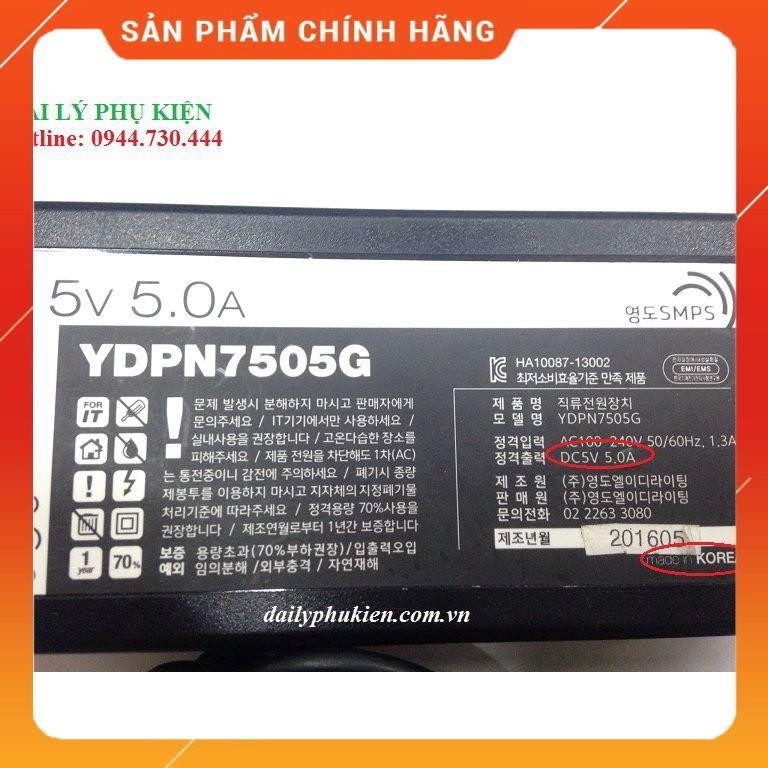 SẢN PHẨM CHÍNH HÃNG
ẠI LÝ PHỤ KIỆN
tline: 0944.730.444
5V 5.0A
영도SMPS
YDPN7505G
HA10087-13002
최저소비효율기준 만족 제품
EMI/EMS
FOR IT
문제 발생시 분해하지 마시고 판매자에게
문의주세요 / IT기기에서만 사용하세요 /
실내사용을 권장합니다 / 고온다습한 장소를
피해주세요 / 제품 전원을 차단해도 1차(AC)
는 통전중이니 감전에 주의하세요 / 폐기시 종량
제봉투를 이용하지 마시고 지자체의 지정폐기물
처리기준에 따라주세요 / 정격용량 70%사용을
권장합니다 / 제조연월로부터 1년간 보증합니다
1 year
70%
보증 용량초과(70%부하권장)/입출력오입
예외 임의분해 / 외부충격 / 자연재해
제 품 명 직류전원장치
모 델 명 YDPN7505G
정격입력 AC100-240V 50/60Hz, 1.3A
정격출력 DC5V 5.0A
제 조 원 (주)영도엘이디라이팅
판 매 원 (주)영도엘이디라이팅
문의전화 02 2263 3080
제조년월 201605
made in KOREA
dailyphukien.com.vn